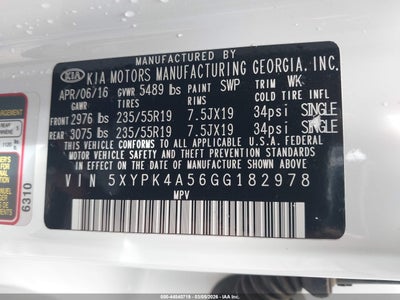 MANUFACTURED BY
KIA KIA MOTORS MANUFACTURING GEORGIA, INC.
APR/06/16 GVWR 5489 lbs PAINT SWP TRIM WK
GAWR TIRES RIMS COLD TIRE INFL
FRONT 2976 lbs 235/55R19 7.5JX19 34psi SINGLE
REAR 3075 lbs 235/55R19 7.5JX19 34psi SINGLE
THIS VEHICLE CONFORMS TO ALL APPLICABLE U.S.A. FEDERAL
MOTOR VEHICLE SAFETY AND THEFT PREVENTION STANDARDS IN
EFFECT ON THE DATE OF MANUFACTURE SHOWN ABOVE.
VIN 5XYPK4A56GG182978
MPV
6310